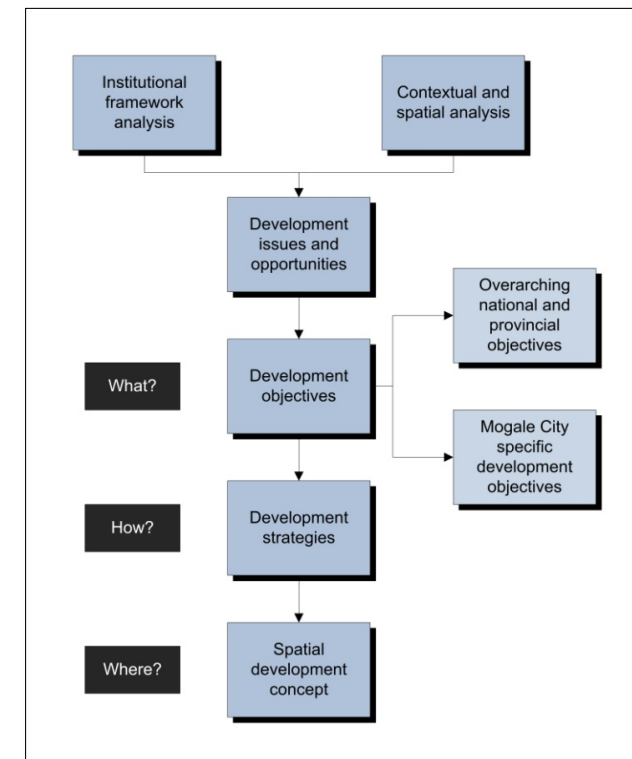 Institutional
framework
analysis
Contextual and
spatial analysis
Development
issues and
opportunities
Overarching
national and
provincial
objectives
What?
Development
objectives
Mogale City
specific
development
objectives
How?
Development
strategies
Where?
Spatial
development
concept